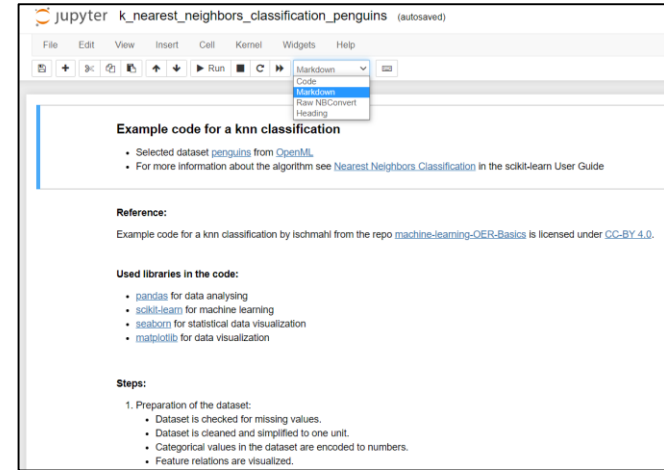 jupyter k_nearest_neighbors_classification_penguins (autosaved)
File Edit View Insert Cell Kernel Widgets Help
Run Markdown
Code
Markdown
Raw NBConvert
Heading
Example code for a knn classification
• Selected dataset penguins from OpenML
• For more information about the algorithm see Nearest Neighbors Classification in the scikit-learn User Guide
Reference:
Example code for a knn classification by ischmahl from the repo machine-learning-OER-Basics is licensed under CC-BY 4.0.
Used libraries in the code:
• pandas for data analysing
• scikit-learn for machine learning
• seaborn for statistical data visualization
• matplotlib for data visualization
Steps:
1. Preparation of the dataset:
• Dataset is checked for missing values.
• Dataset is cleaned and simplified to one unit.
• Categorical values in the dataset are encoded to numbers.
• Feature relations are visualized.